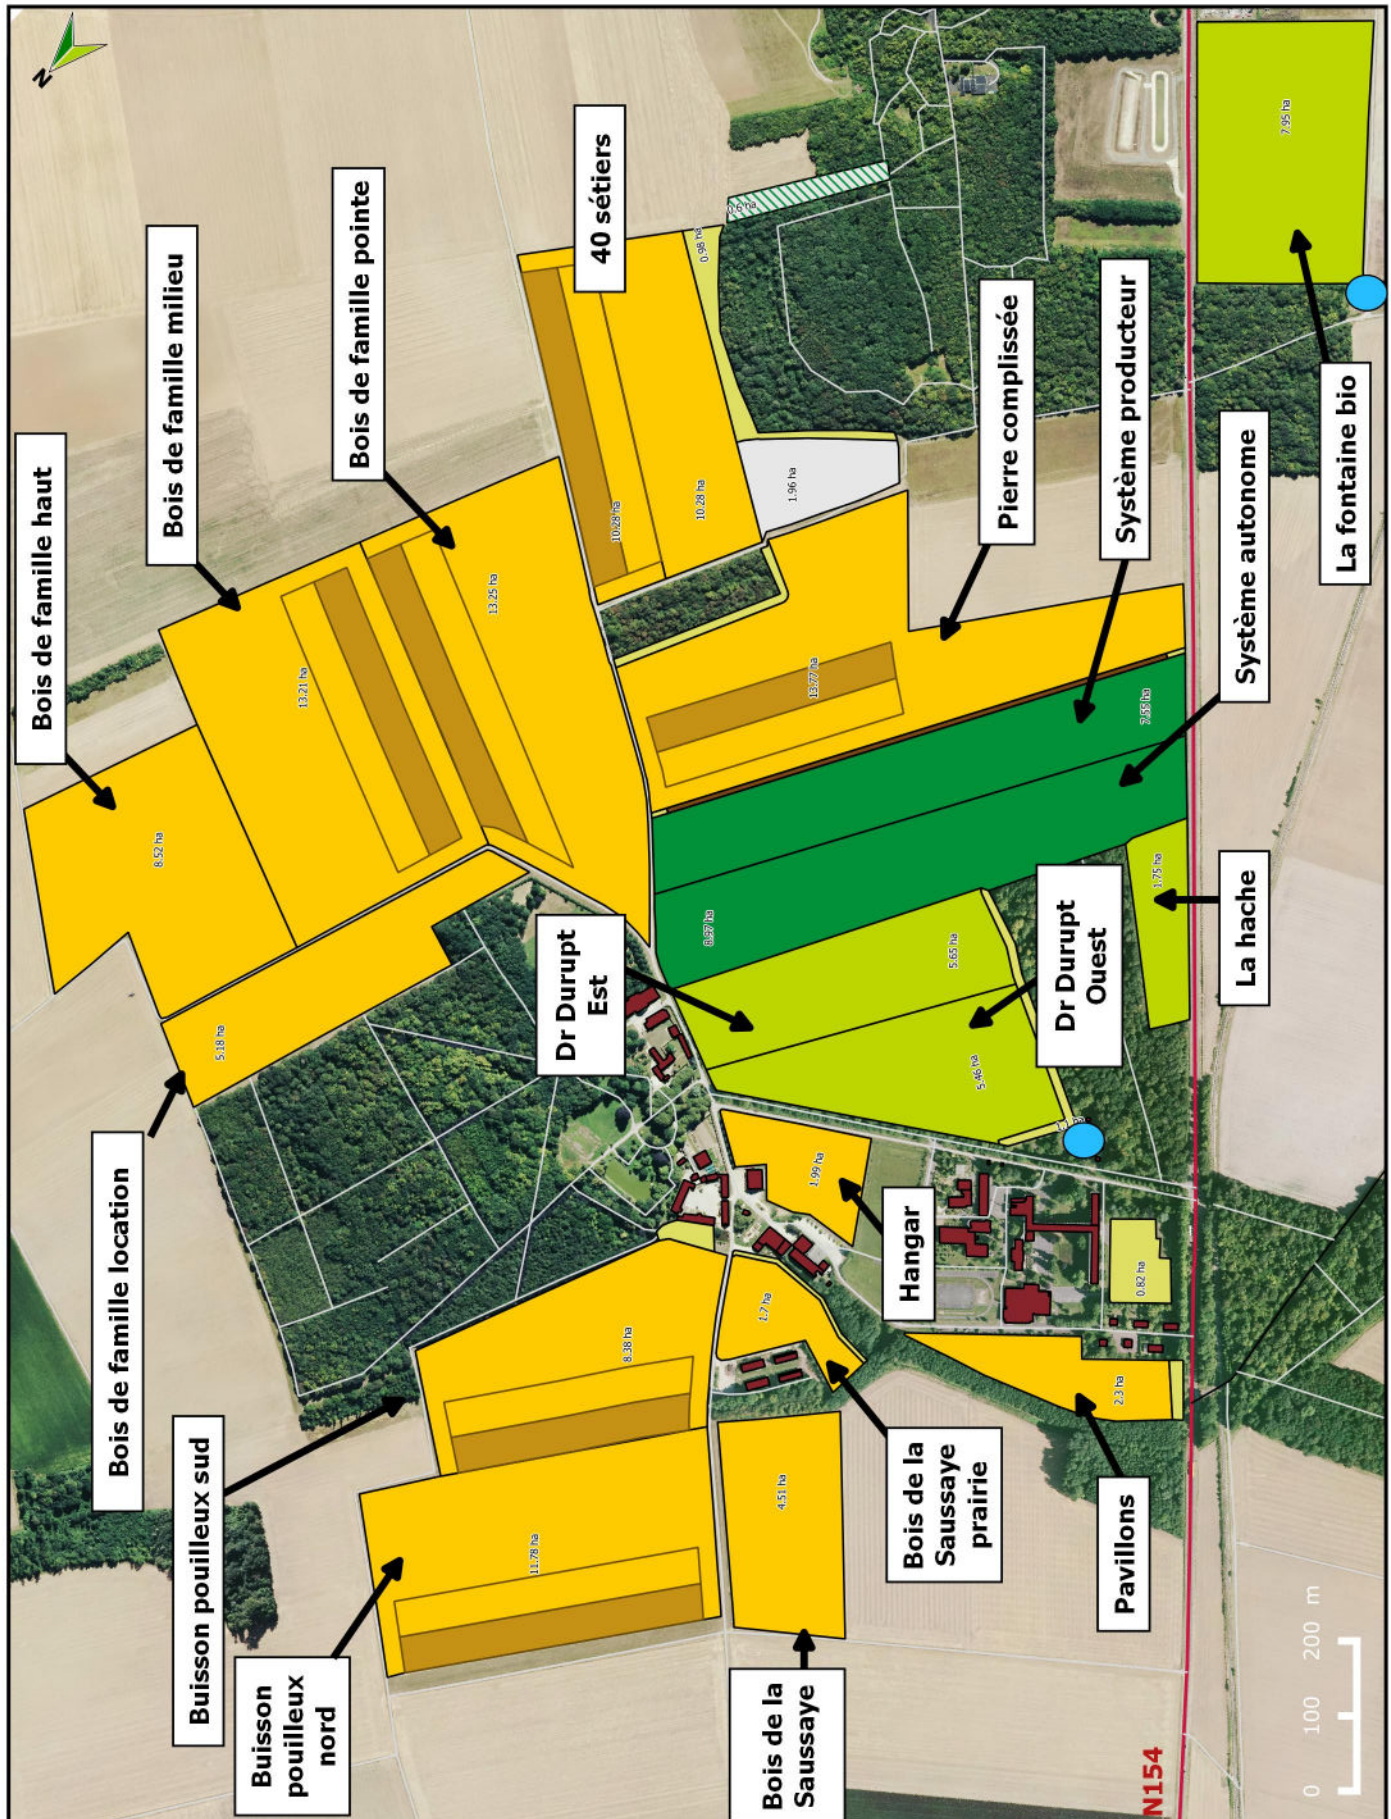 N
Bois de famille haut
Bois de famille milieu
Bois de famille pointe
40 sétiers
Pierre complissée
Système producteur
Système autonome
La fontaine bio
La hache
Dr Durupt
Est
Dr Durupt
Ouest
Hangar
Bois de famille location
Buisson pouilleux sud
Buisson
pouilleux
nord
Bois de la
Saussaye
Bois de la
Saussaye
prairie
Pavillons
8.52 ha
13.21 ha
13.25 ha
10.28 ha
10.28 ha
0.98 ha
0.6 ha
1.96 ha
13.77 ha
7.55 ha
8.97 ha
7.95 ha
5.65 ha
5.46 ha
1.75 ha
5.18 ha
1.99 ha
1.7 ha
8.38 ha
11.78 ha
4.51 ha
2.3 ha
0.82 ha
N154
0 100 200 m